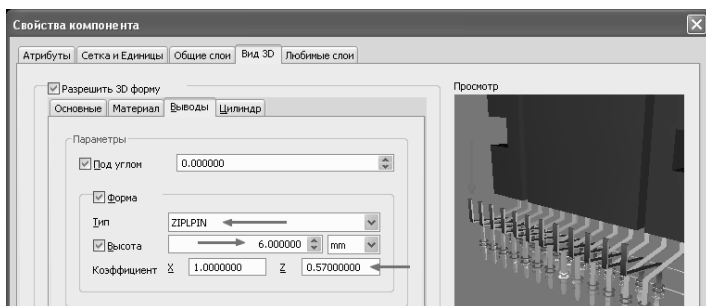 Свойства компонента
Атрибуты Сетка и Единицы Общие слои Вид 3D Любимые слои
Разрешить 3D форму
Просмотр
Основные Материал Выводы Цилиндр
Параметры
Под углом 0.000000
Форма
Тип ZIPLPIN
Высота 6.000000 mm
Коэффициент X 1.0000000 Z 0.57000000